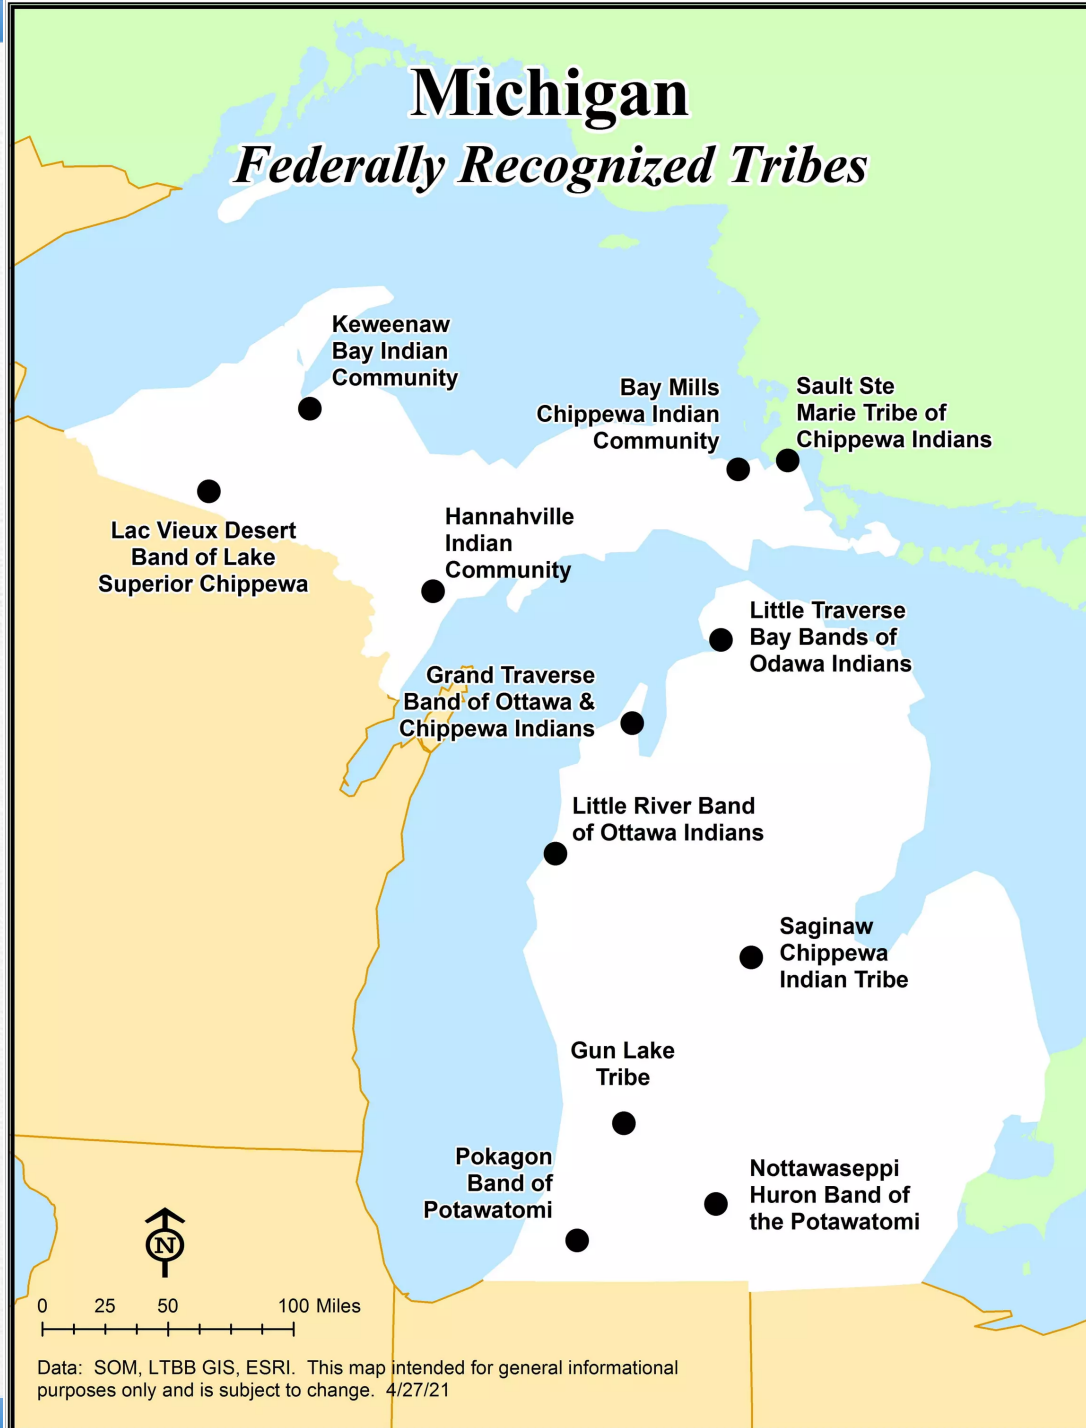 Michigan
Federally Recognized Tribes
Keweenaw
Bay Indian
Community
Bay Mills
Chippewa Indian
Community
Sault Ste
Marie Tribe of
Chippewa Indians
Lac Vieux Desert
Band of Lake
Superior Chippewa
Hannahville
Indian
Community
Little Traverse
Bay Bands of
Odawa Indians
Grand Traverse
Band of Ottawa &
Chippewa Indians
Little River Band
of Ottawa Indians
Saginaw
Chippewa
Indian Tribe
Gun Lake
Tribe
Pokagon
Band of
Potawatomi
Nottawaseppi
Huron Band of
the Potawatomi
N
0 25 50 100 Miles
Data: SOM, LTBB GIS, ESRI. This map intended for general informational
purposes only and is subject to change. 4/27/21